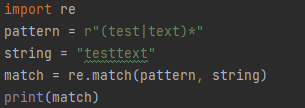 import re
pattern = r"(test|text)*"
string = "testtext"
match = re.match(pattern, string)
print(match)